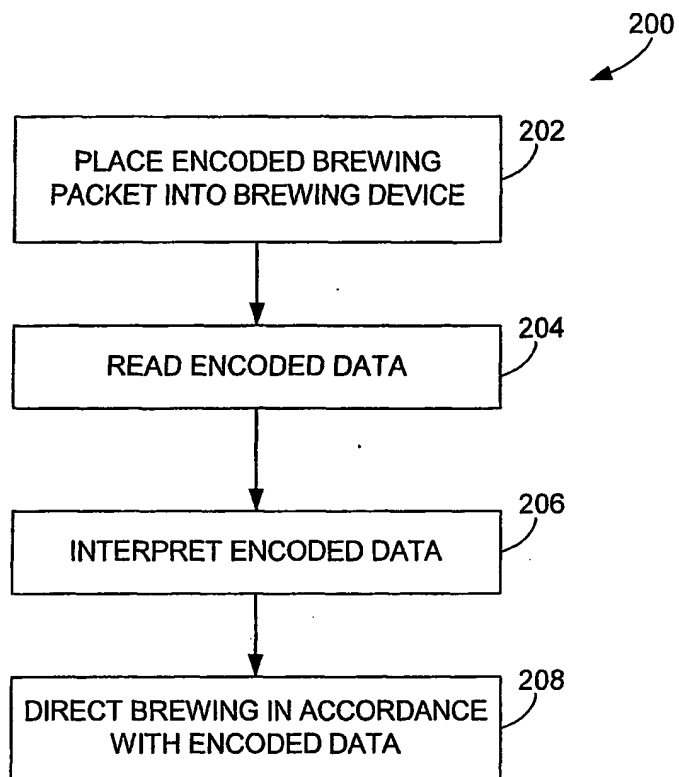 200
202
PLACE ENCODED BREWING
PACKET INTO BREWING DEVICE
204
READ ENCODED DATA
206
INTERPRET ENCODED DATA
208
DIRECT BREWING IN ACCORDANCE
WITH ENCODED DATA